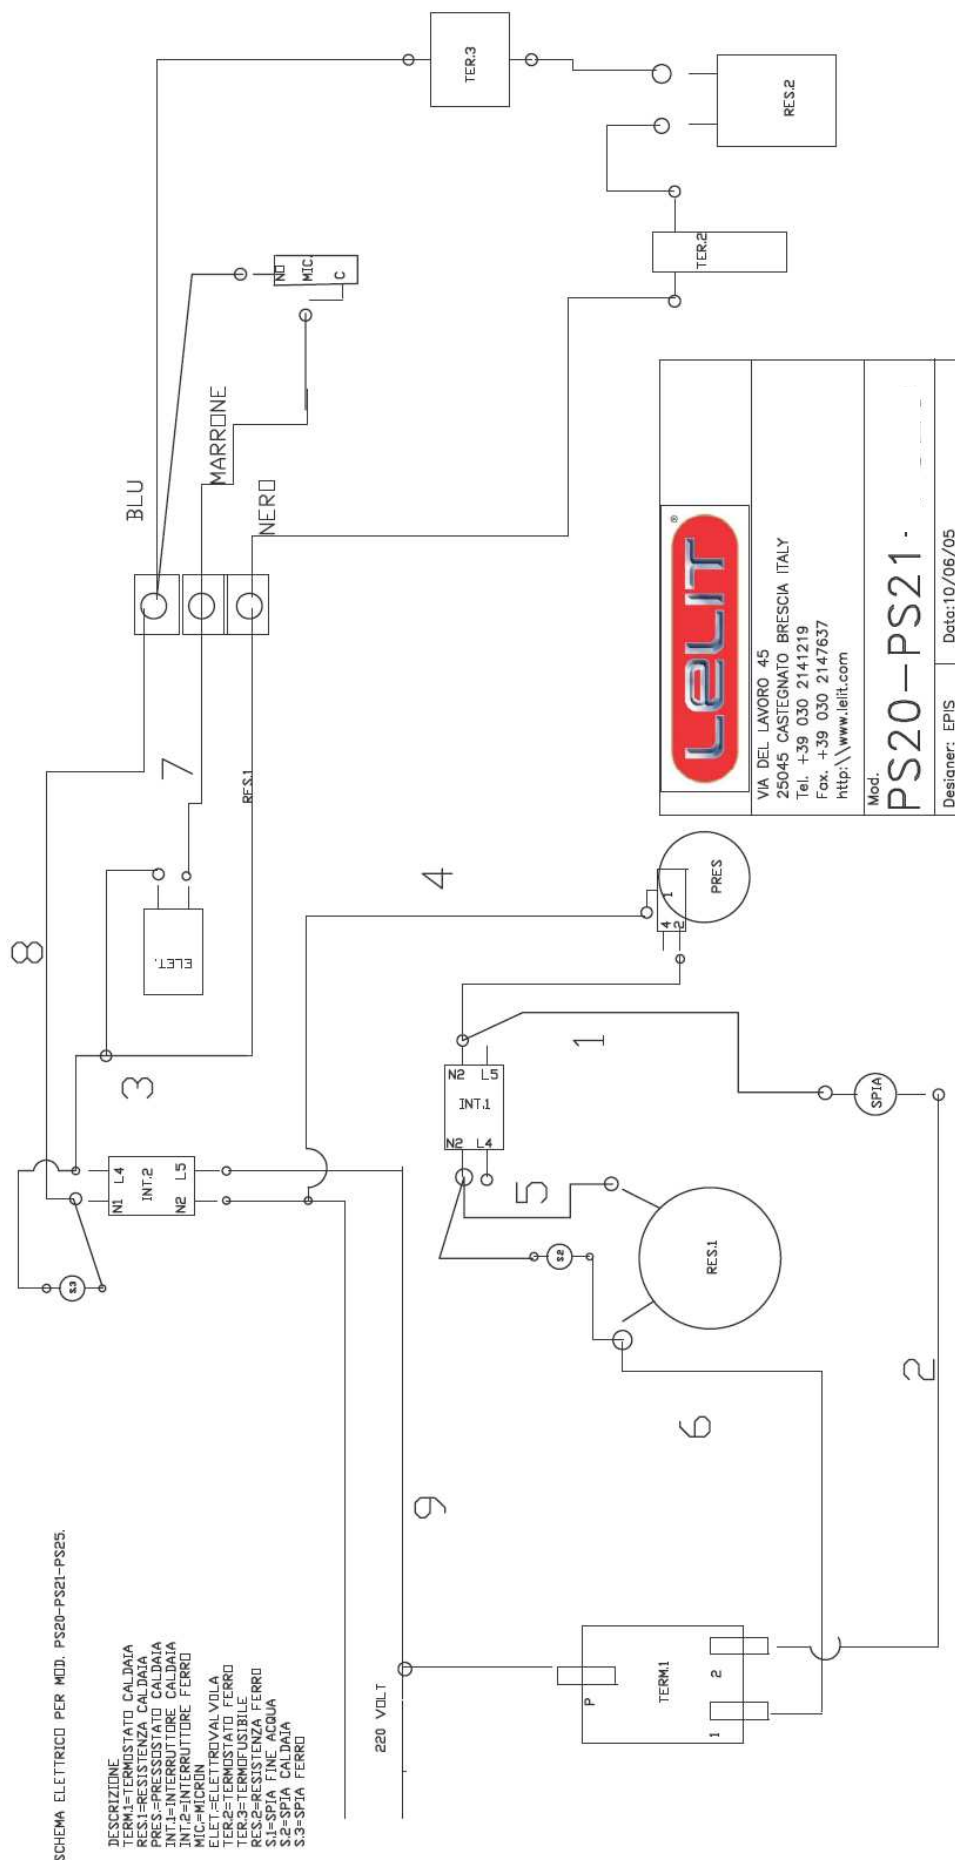 SCHEMA ELETTRICO PER MOD. PS20-PS21-PS25.
DESCRIZIONE
TERM.1=TERMOSTATO CALDAIA
RES.1=RESISTENZA CALDAIA
PRES.=PRESSOSTATO CALDAIA
INT.1=INTERRUTTORE CALDAIA
INT.2=INTERRUTTORE FERRO
MIC.=MICRON
ELET.=ELETTROVALVOLA
TER.2=TERMOSTATO FERRO
TER.3=TERMOFUSIBILE
RES.2=RESISTENZA FERRO
S.1=SPIA FINE ACQUA
S.2=SPIA CALDAIA
S.3=SPIA FERRO
220 VOLT
S.3
N1 L4
INT.2
N2 L5
8
3
ELET.
7
RES.1
BLU
MARRONE
NERO
NO
MIC.
C
TER.3
RES.2
TER.2
9
4
PRES
1
4
2
N2 L5
INT.1
N2 L4
1
5
S.2
RES.1
6
SPIA
2
P
TERM.1
1 2
LELIT
®
VIA DEL LAVORO 45
25045 CASTEGNATO BRESCIA ITALY
Tel. +39 030 2141219
Fax. +39 030 2147637
http:\\www.lelit.com
Mod.
PS20-PS21
Designer: EPIS
Data:10/06/05